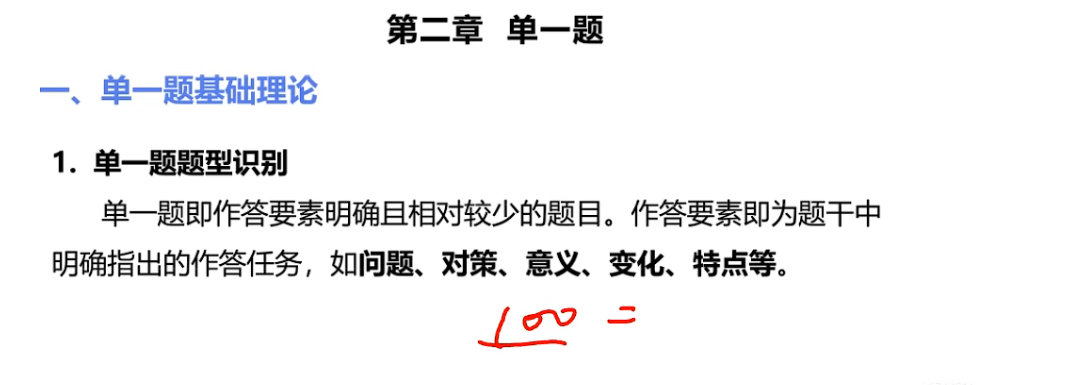 第二章 单一题
一、单一题基础理论
1. 单一题题型识别
单一题即作答要素明确且相对较少的题目。作答要素即为题干中
明确指出的作答任务，如问题、对策、意义、变化、特点等。
100 =